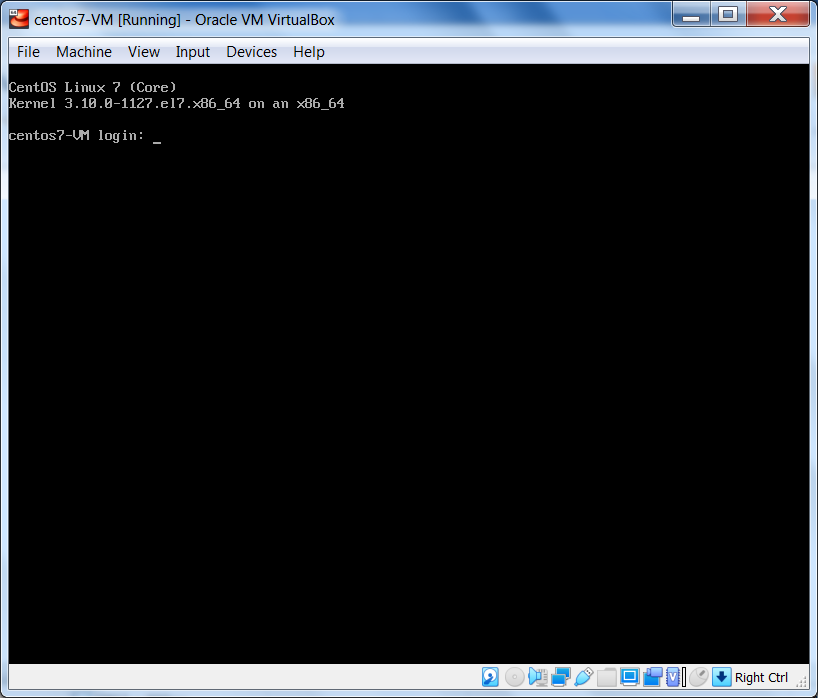 centos7-VM [Running] - Oracle VM VirtualBox
File Machine View Input Devices Help
CentOS Linux 7 (Core)
Kernel 3.10.0-1127.el7.x86_64 on an x86_64
centos7-VM login: _
Right Ctrl